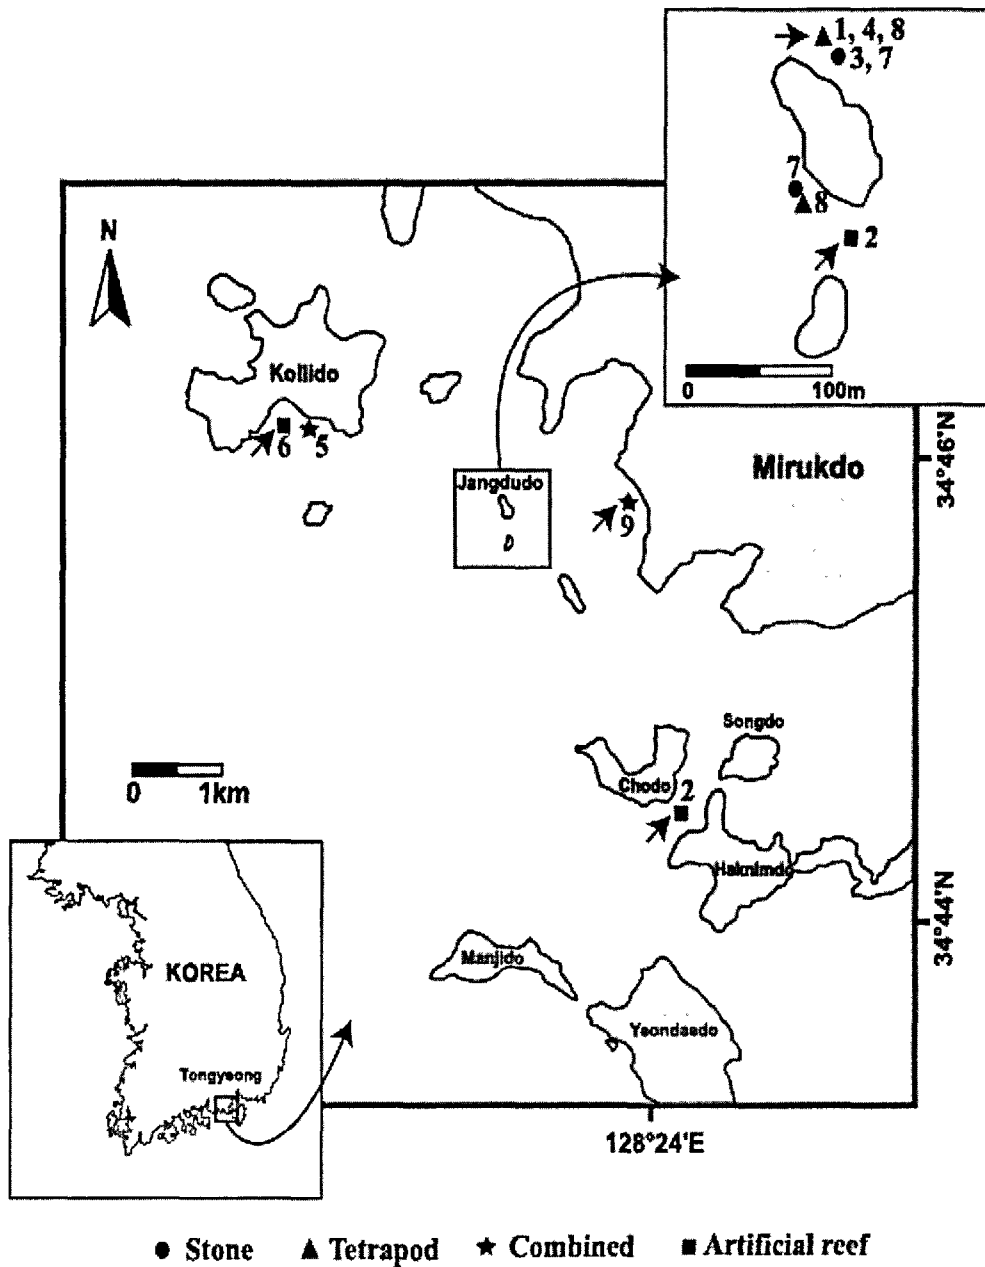 1, 4, 8
3, 7
7
8
2
0 100m
N
Kollido
6 5
Jangdudo
9
Mirukdo
34°46'N
Songdo
Chodo
2
Haknimdo
0 1km
34°44'N
Manjido
Yeondaedo
KOREA
Tongyeong
128°24'E
Stone Tetrapod Combined Artificial reef